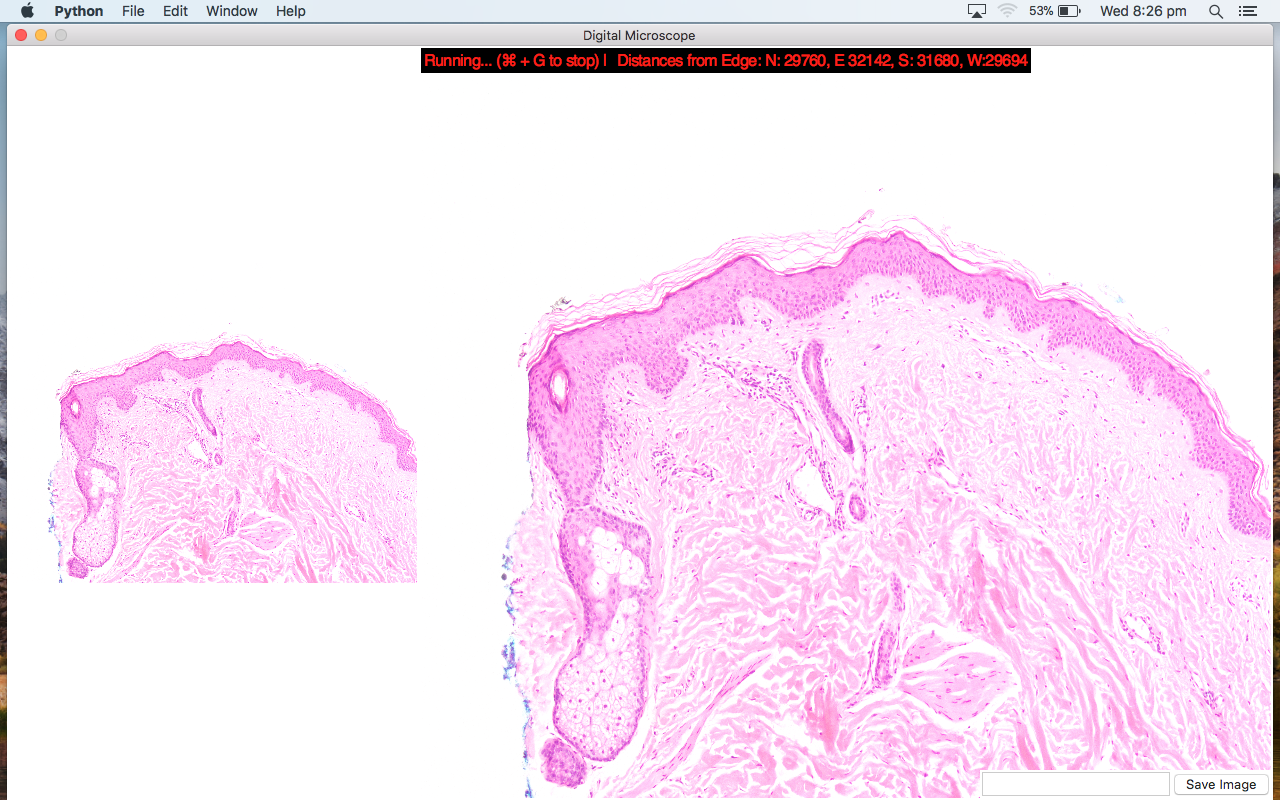 Python File Edit Window Help 53% Wed 8:26 pm
Digital Microscope
Running... (⌘ + G to stop) | Distances from Edge: N: 29760, E 32142, S: 31680, W:29694
Save Image